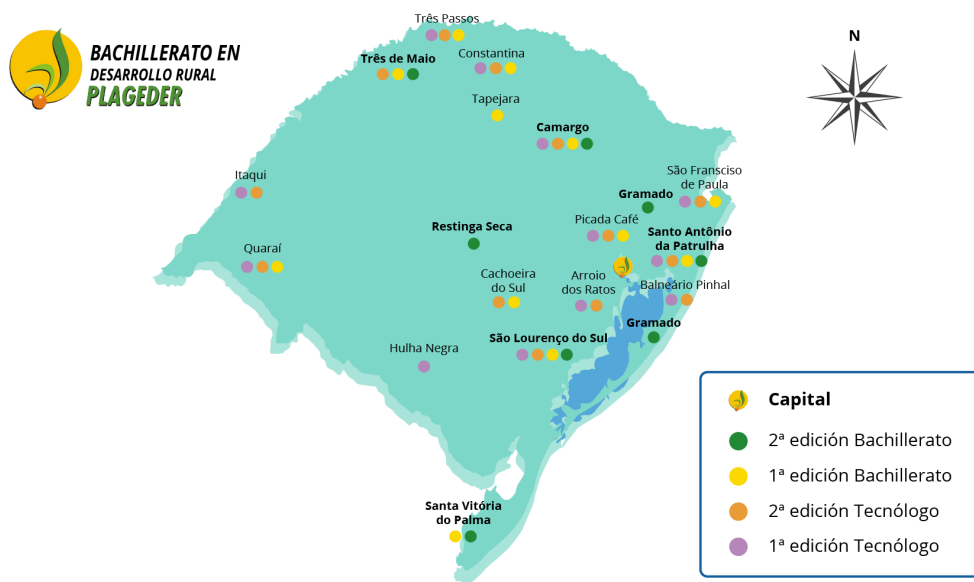 BACHILLERATO EN
DESARROLLO RURAL
PLAGEDER
Três Passos
Três de Maio
Constantina
Tapejara
Camargo
N
Itaqui
São Fransciso
de Paula
Gramado
Picada Café
Restinga Seca
Santo Antônio
da Patrulha
Quaraí
Cachoeira
do Sul
Arroio
dos Ratos
Balneário Pinhal
Gramado
São Lourenço do Sul
Hulha Negra
Santa Vitória
do Palma
Capital
2ª edición Bachillerato
1ª edición Bachillerato
2ª edición Tecnólogo
1ª edición Tecnólogo